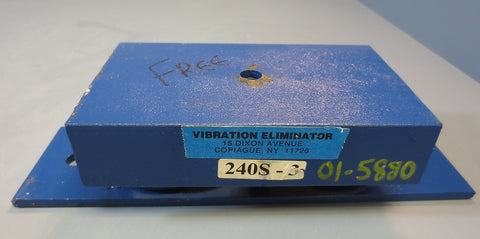 FREE
VIBRATION ELIMINATOR
15 DIXON AVENUE
COPIAGUE, NY 11726
240S - 3 01-5880